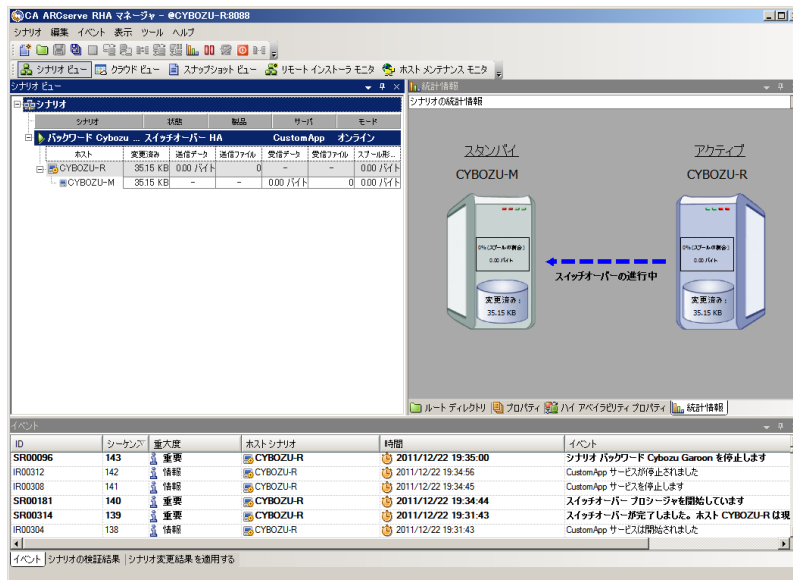 CA ARCserve RHA マネージャ - @CYBOZU-R:8088
シナリオ 編集 イベント 表示 ツール ヘルプ
シナリオ ビュー クラウド ビュー スナップショット ビュー リモート インストーラ モニタ ホスト メンテナンス モニタ
シナリオ ビュー
統計情報
シナリオ
シナリオの統計情報
シナリオ 状態 製品 サーバ モード
バックワード Cybozu ... スイッチオーバー HA CustomApp オンライン
ホスト 変更済み 送信データ 送信ファイル 受信データ 受信ファイル スプール形...
CYBOZU-R 35.15 KB 0.00 バイト 0 - - 0.00 バイト
CYBOZU-M 35.15 KB - - 0.00 バイト 0 0.00 バイト
スタンバイ
CYBOZU-M
アクティブ
CYBOZU-R
0% (スプールの割合)
0.00 バイト
変更済み :
35.15 KB
スイッチオーバーの進行中
0% (スプールの割合)
0.00 バイト
変更済み :
35.15 KB
ルート ディレクトリ プロパティ ハイ アベイラビリティ プロパティ 統計情報
イベント
ID シーケンス 重大度 ホスト シナリオ 時間 イベント
SR00096 143 重要 CYBOZU-R 2011/12/22 19:35:00 シナリオ バックワード Cybozu Garoon を停止します
IR00312 142 情報 CYBOZU-R 2011/12/22 19:34:56 CustomApp サービスが停止されました
IR00308 141 情報 CYBOZU-R 2011/12/22 19:34:45 CustomApp サービスを停止します
SR00181 140 重要 CYBOZU-R 2011/12/22 19:34:44 スイッチオーバー プロシージャを開始しています
SR00314 139 重要 CYBOZU-R 2011/12/22 19:31:43 スイッチオーバーが完了しました。ホスト CYBOZU-R は現
IR00304 138 情報 CYBOZU-R 2011/12/22 19:31:43 CustomApp サービスは開始されました
イベント シナリオの検証結果 シナリオ変更結果を適用する